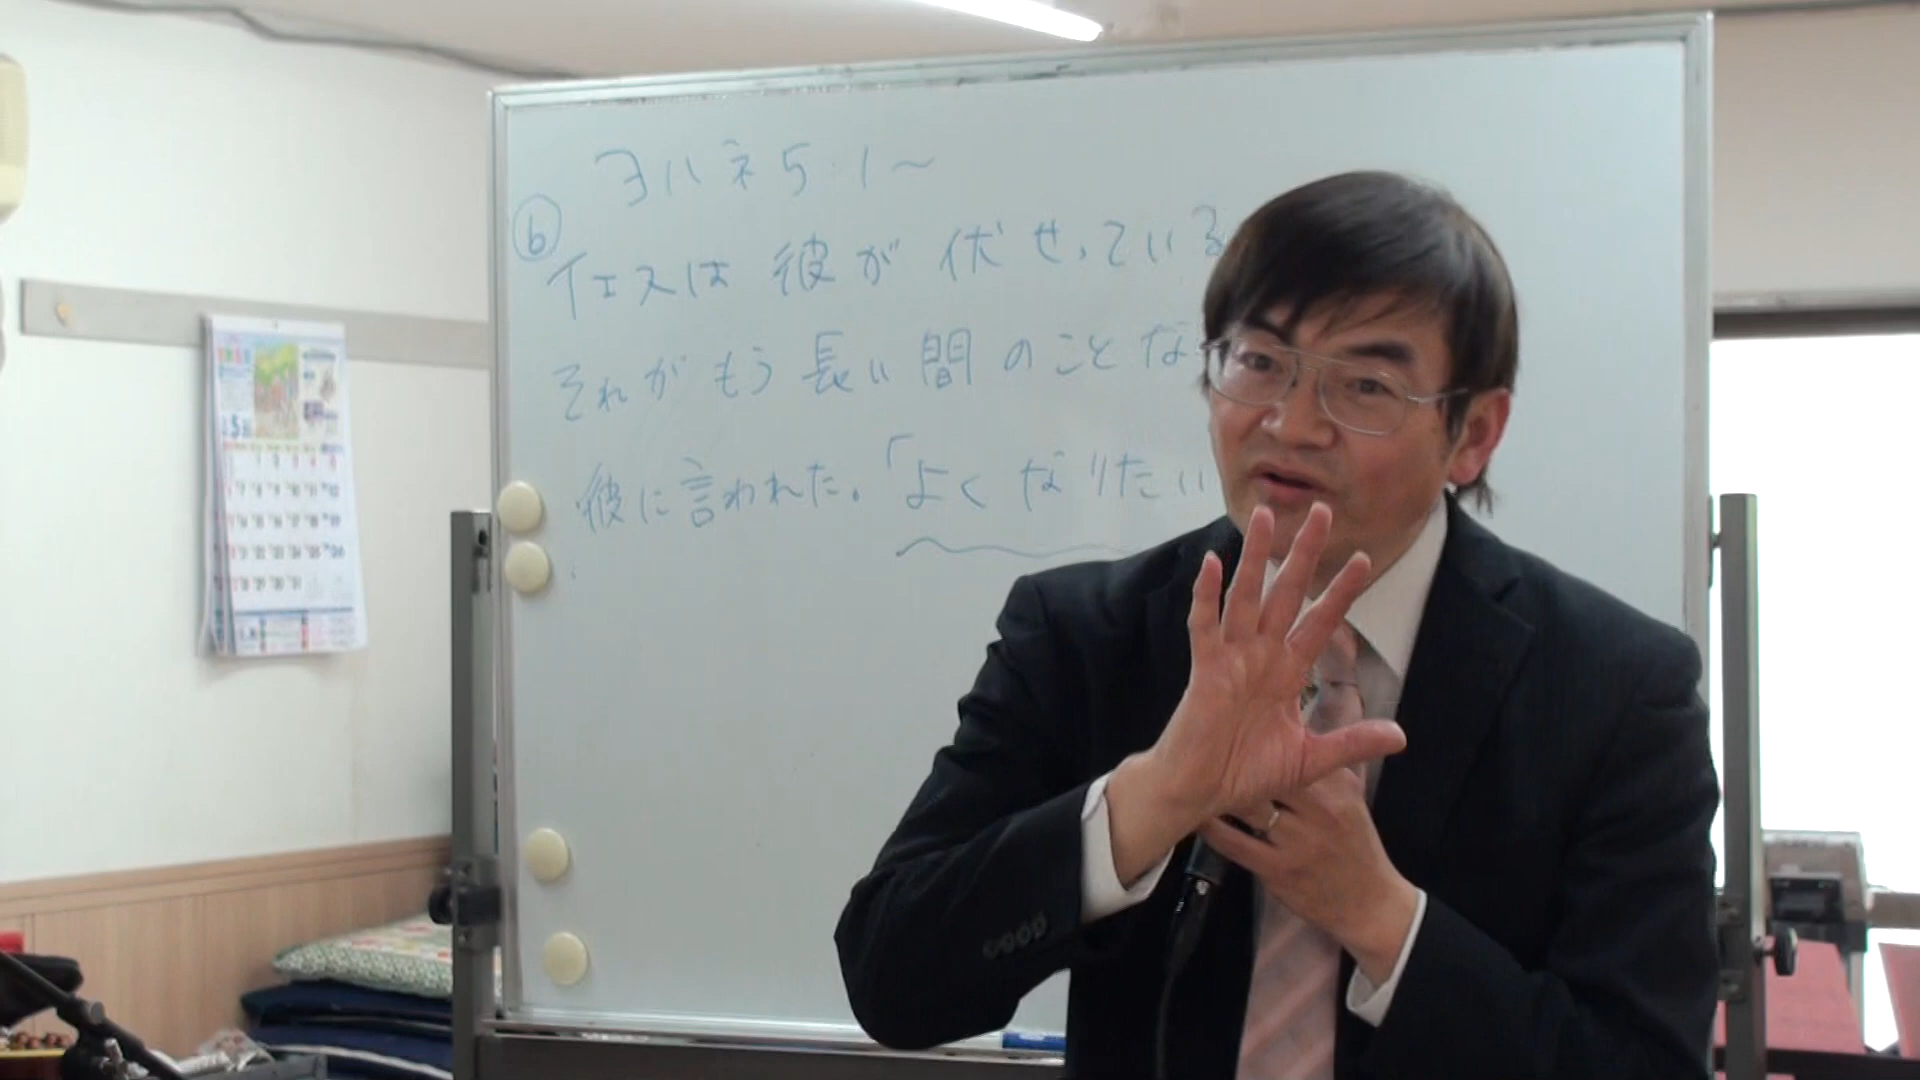 ヨハネ5:1〜
⑥
イエスは彼が伏せっている
それがもう長い間のことな
彼に言われた。「よくなりたい
5